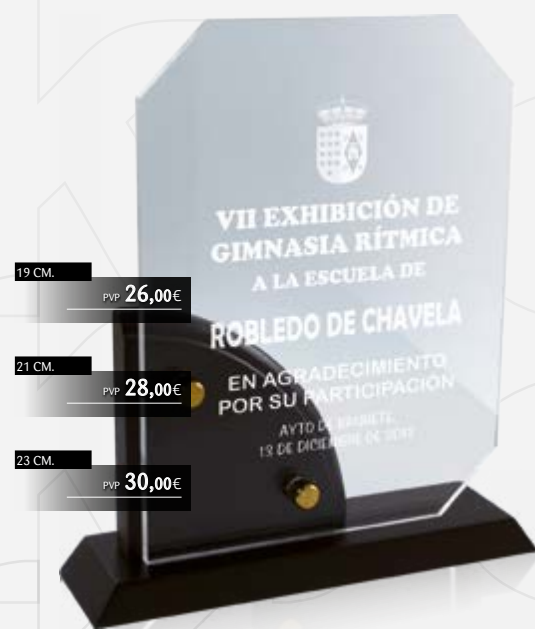 VII EXHIBICIÓN DE
GIMNASIA RÍTMICA
A LA ESCUELA DE
ROBLEDO DE CHAVELA
EN AGRADECIMIENTO
POR SU PARTICIPACIÓN
AYTO DE
13 DE DICIEMBRE DE
19 CM.
PVP 26,00€
21 CM.
PVP 28,00€
23 CM.
PVP 30,00€